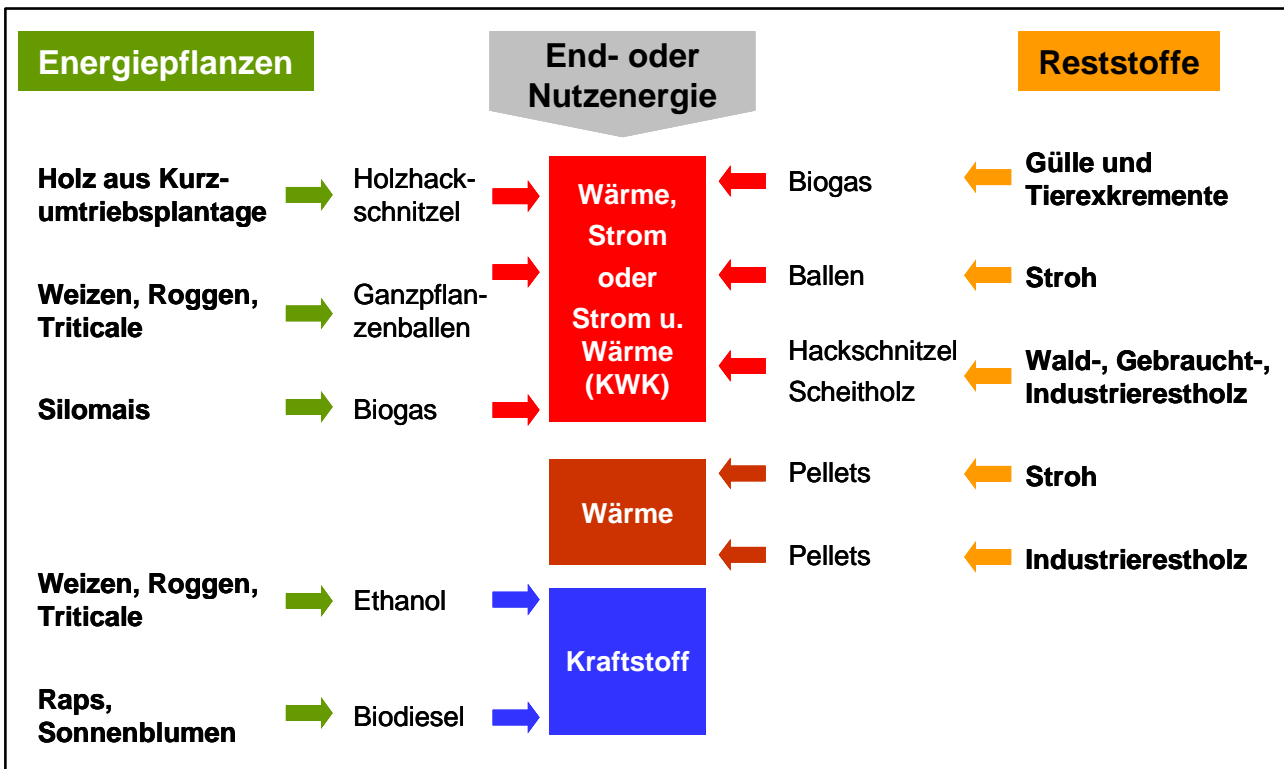 Energiepflanzen
End- oder
Nutzenergie
Reststoffe
Holz aus Kurz-
umtriebsplantage
Holzhack-
schnitzel
Weizen, Roggen,
Triticale
Ganzpflan-
zenballen
Silomais
Biogas
Weizen, Roggen,
Triticale
Ethanol
Raps,
Sonnenblumen
Biodiesel
Wärme,
Strom
oder
Strom u.
Wärme
(KWK)
Wärme
Kraftstoff
Biogas
Gülle und
Tierexkremente
Ballen
Stroh
Hackschnitzel
Scheitholz
Wald-, Gebraucht-,
Industrierestholz
Pellets
Stroh
Pellets
Industrierestholz